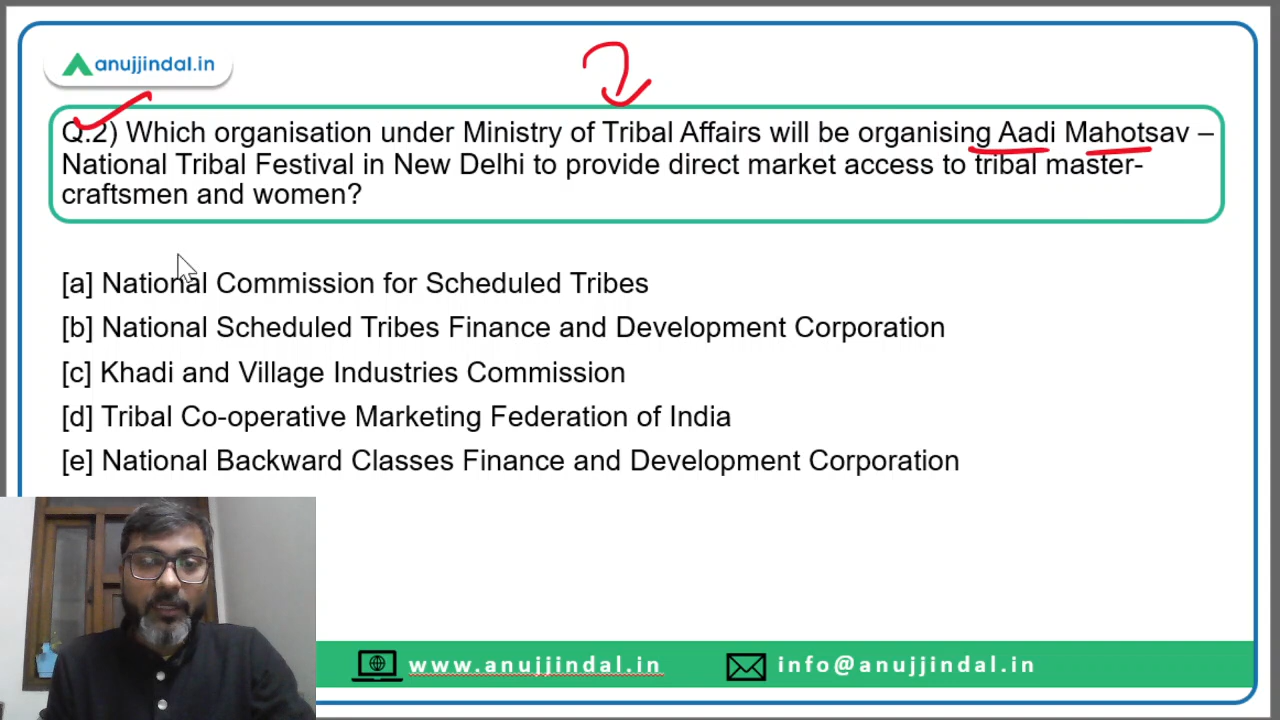 anujjindal.in
Q.2) Which organisation under Ministry of Tribal Affairs will be organising Aadi Mahotsav –
National Tribal Festival in New Delhi to provide direct market access to tribal master-
craftsmen and women?
[a] National Commission for Scheduled Tribes
[b] National Scheduled Tribes Finance and Development Corporation
[c] Khadi and Village Industries Commission
[d] Tribal Co-operative Marketing Federation of India
[e] National Backward Classes Finance and Development Corporation
www.anujjindal.in
info@anujjindal.in